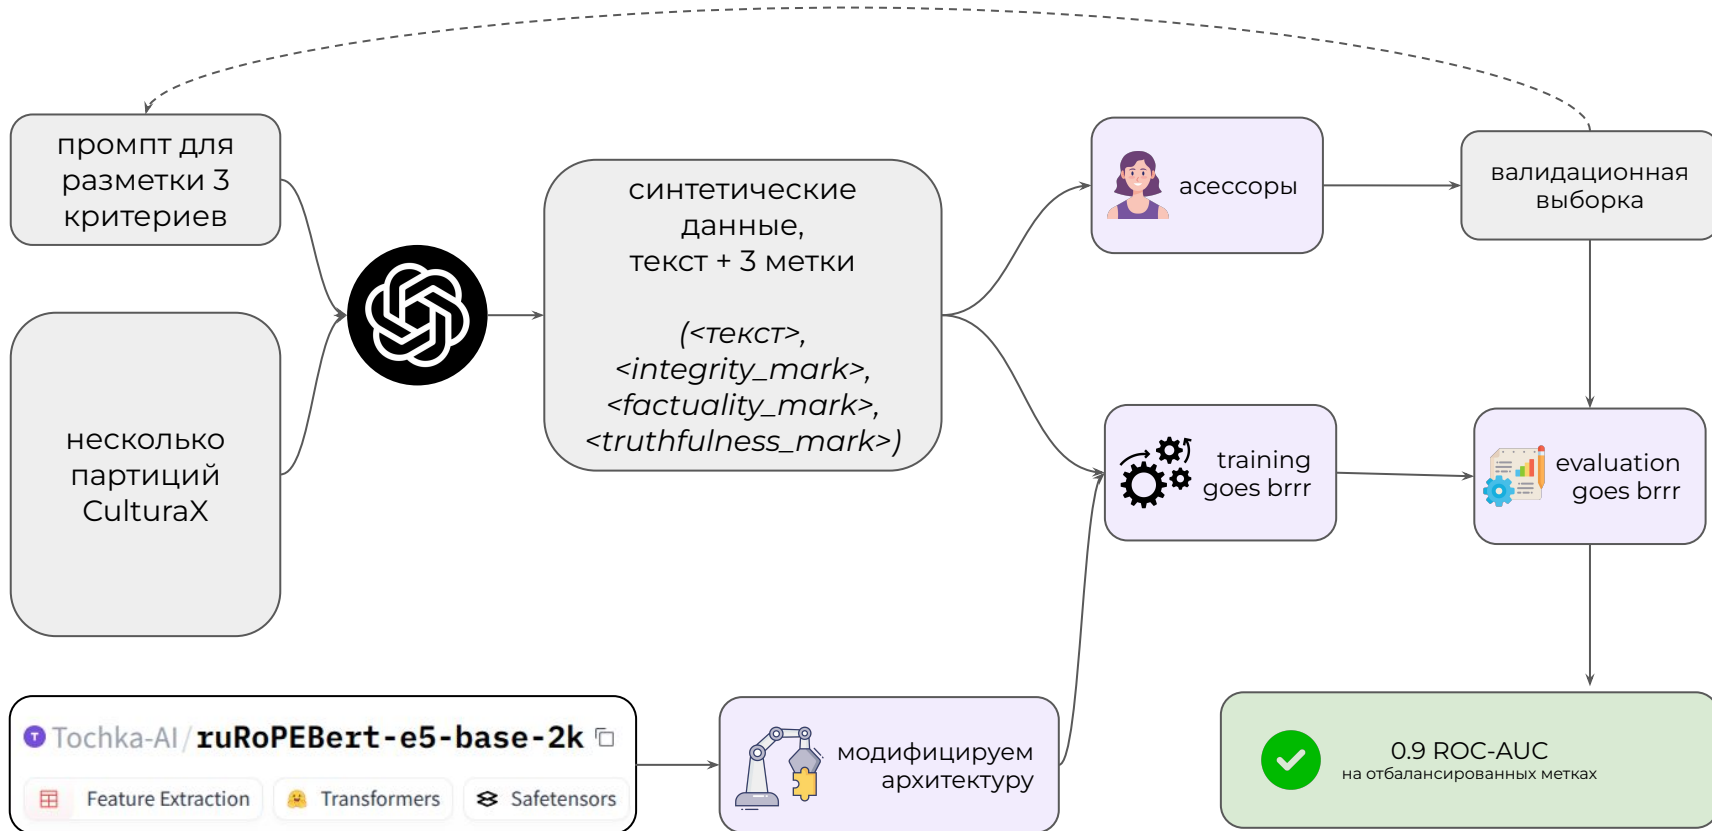 промпт для
разметки 3
критериев
несколько
партиций
CulturaX
синтетические
данные,
текст + 3 метки
(<текст>,
<integrity_mark>,
<factuality_mark>,
<truthfulness_mark>)
асессоры
валидационная
выборка
training
goes brrr
evaluation
goes brrr
T Tochka-AI/ruRoPEBert-e5-base-2k
Feature Extraction Transformers Safetensors
модифицируем
архитектуру
0.9 ROC-AUC
на отбалансированных метках